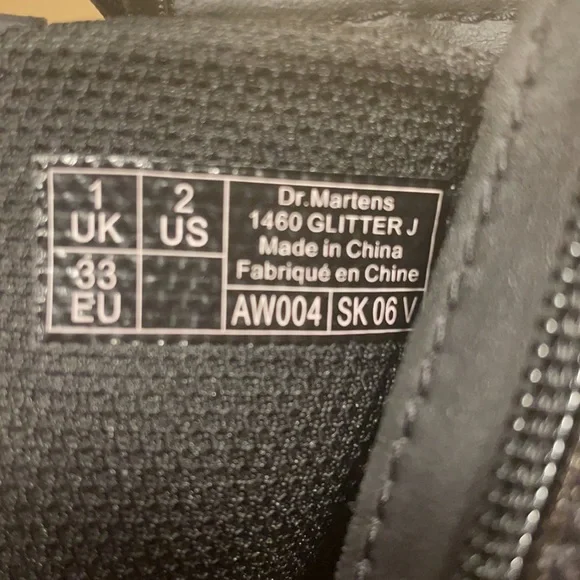 1 UK
2 US
33 EU
Dr.Martens
1460 GLITTER J
Made in China
Fabriqué en Chine
AW004 SK 06 V